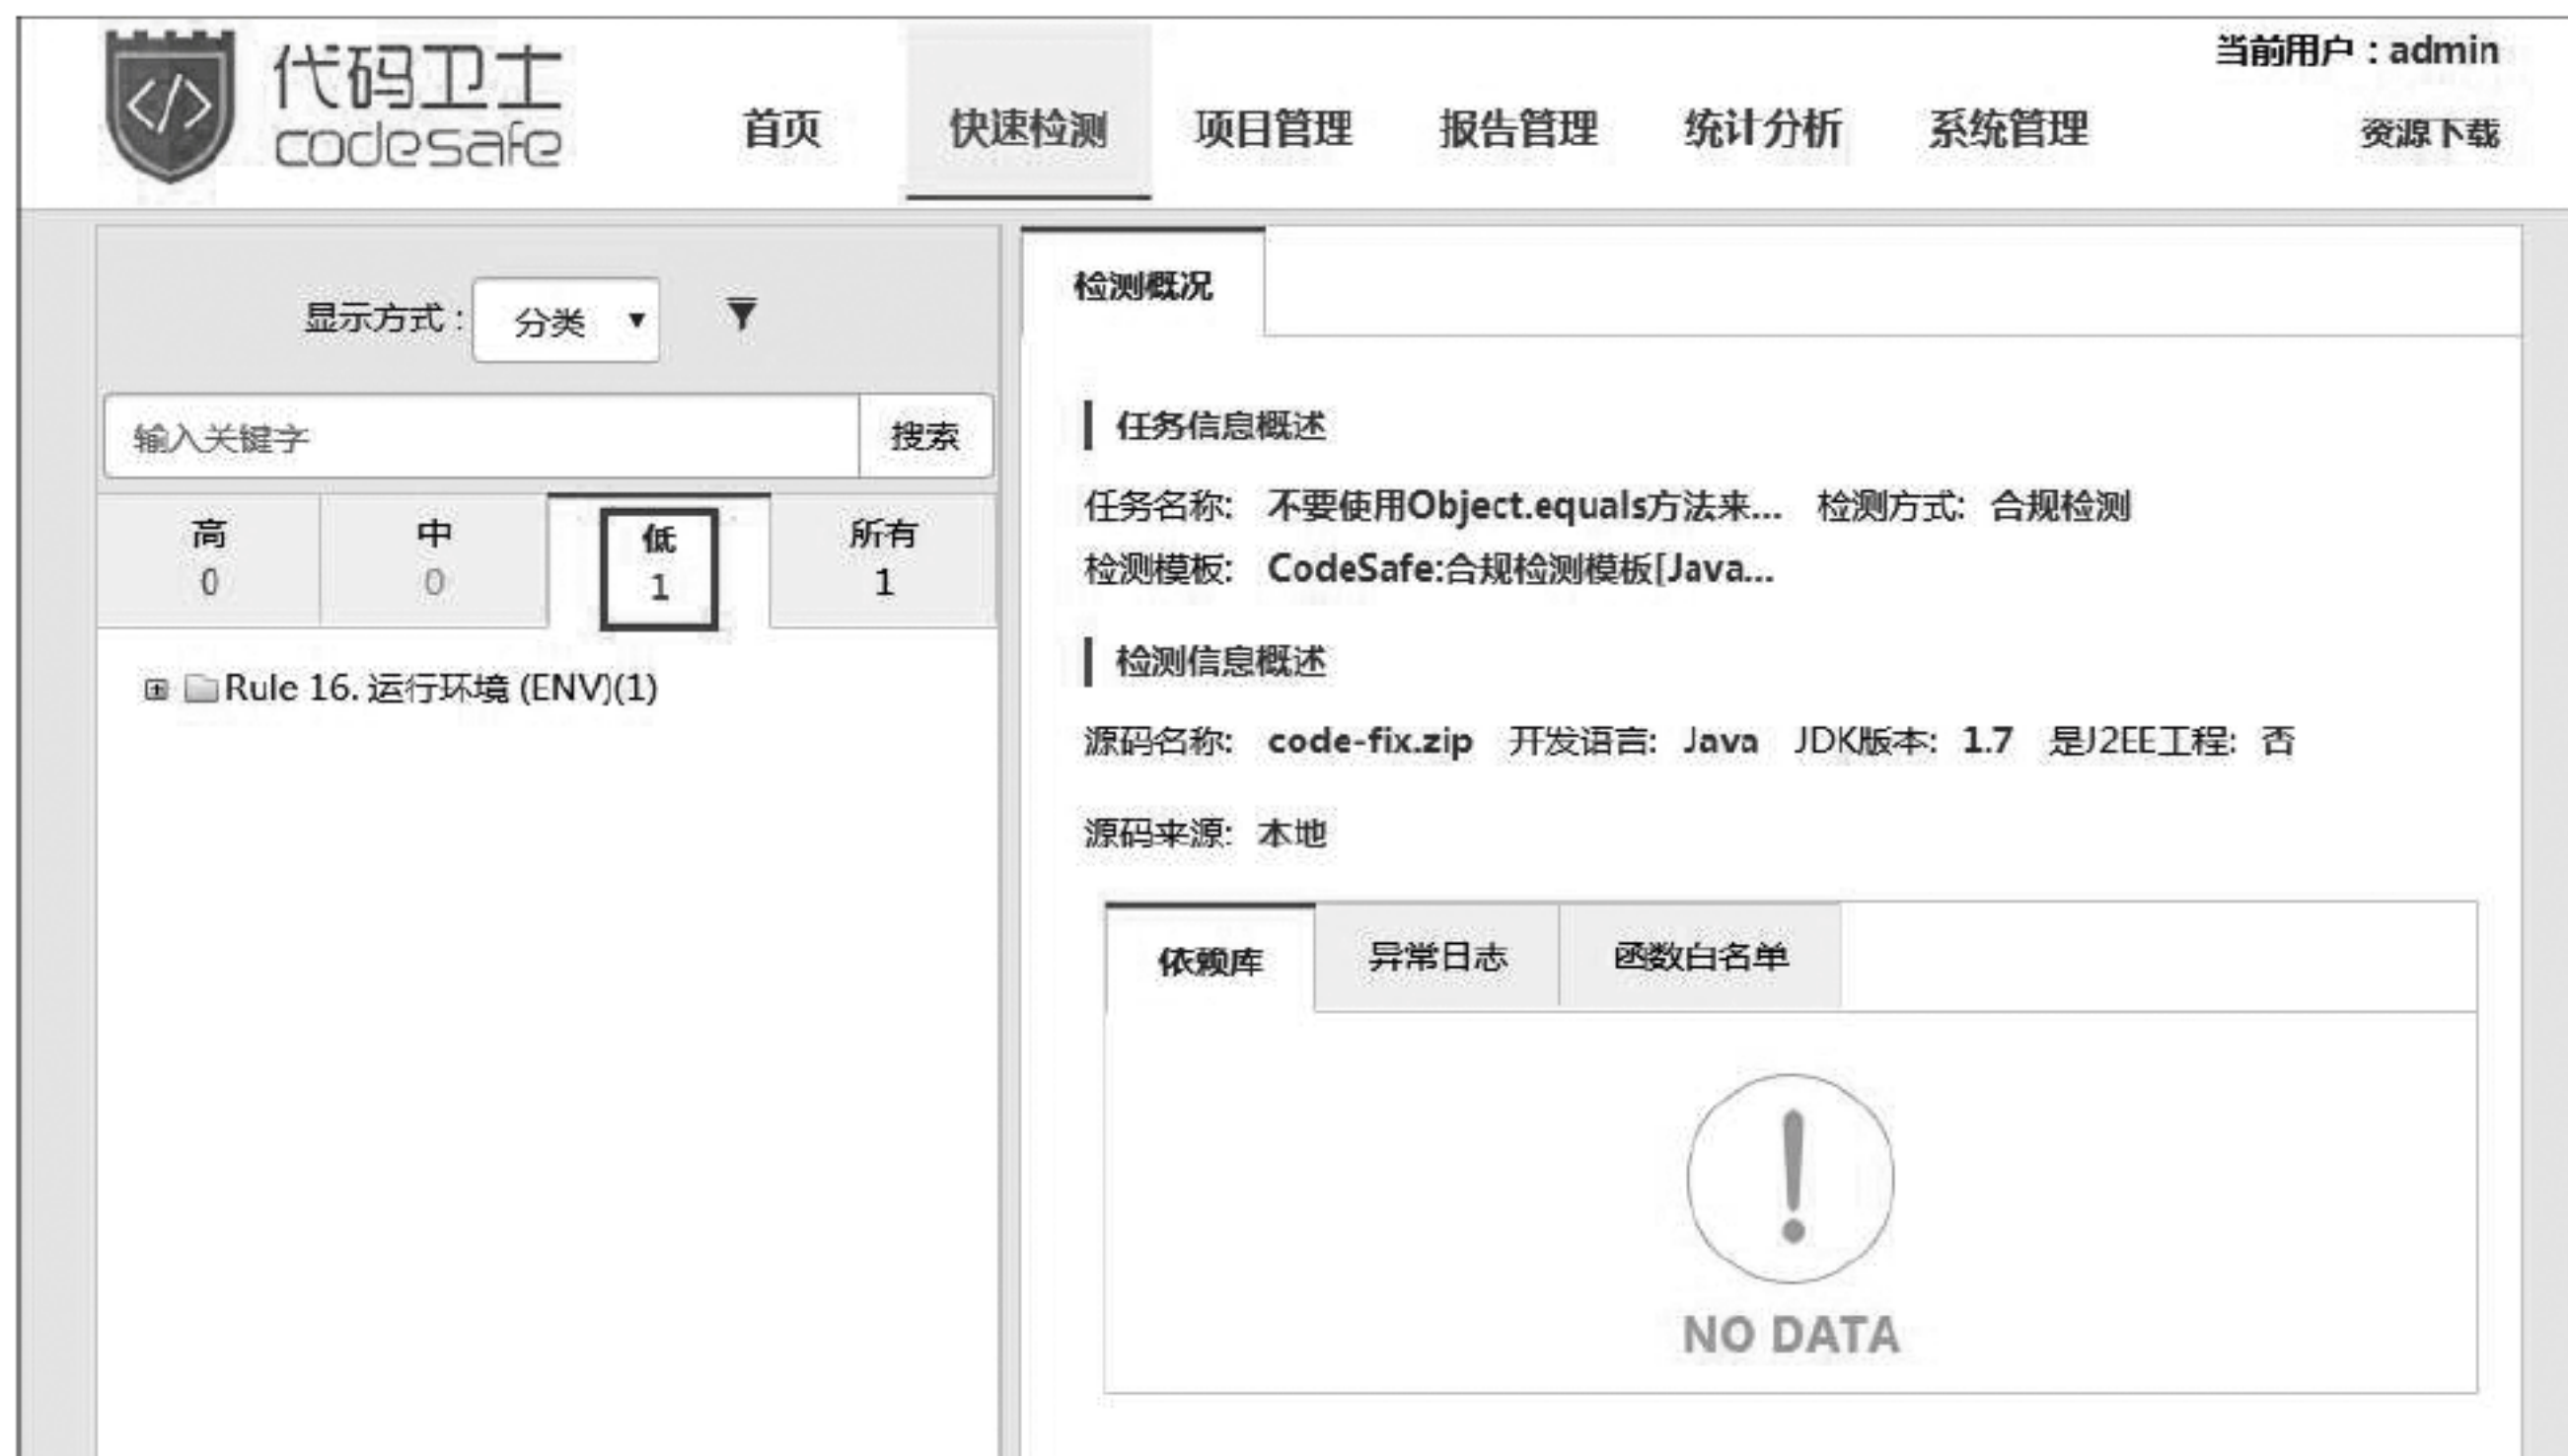 代码卫士
codesafe
当前用户：admin
首页 快速检测 项目管理 报告管理 统计分析 系统管理 资源下载
显示方式： 分类
输入关键字 搜索
高 中 低 所有
0 0 1 1
Rule 16. 运行环境 (ENV)(1)
检测概况
任务信息概述
任务名称: 不要使用Object.equals方法来... 检测方式: 合规检测
检测模板: CodeSafe:合规检测模板[Java...
检测信息概述
源码名称: code-fix.zip 开发语言: Java JDK版本: 1.7 是J2EE工程: 否
源码来源: 本地
依赖库 异常日志 函数白名单
NO DATA